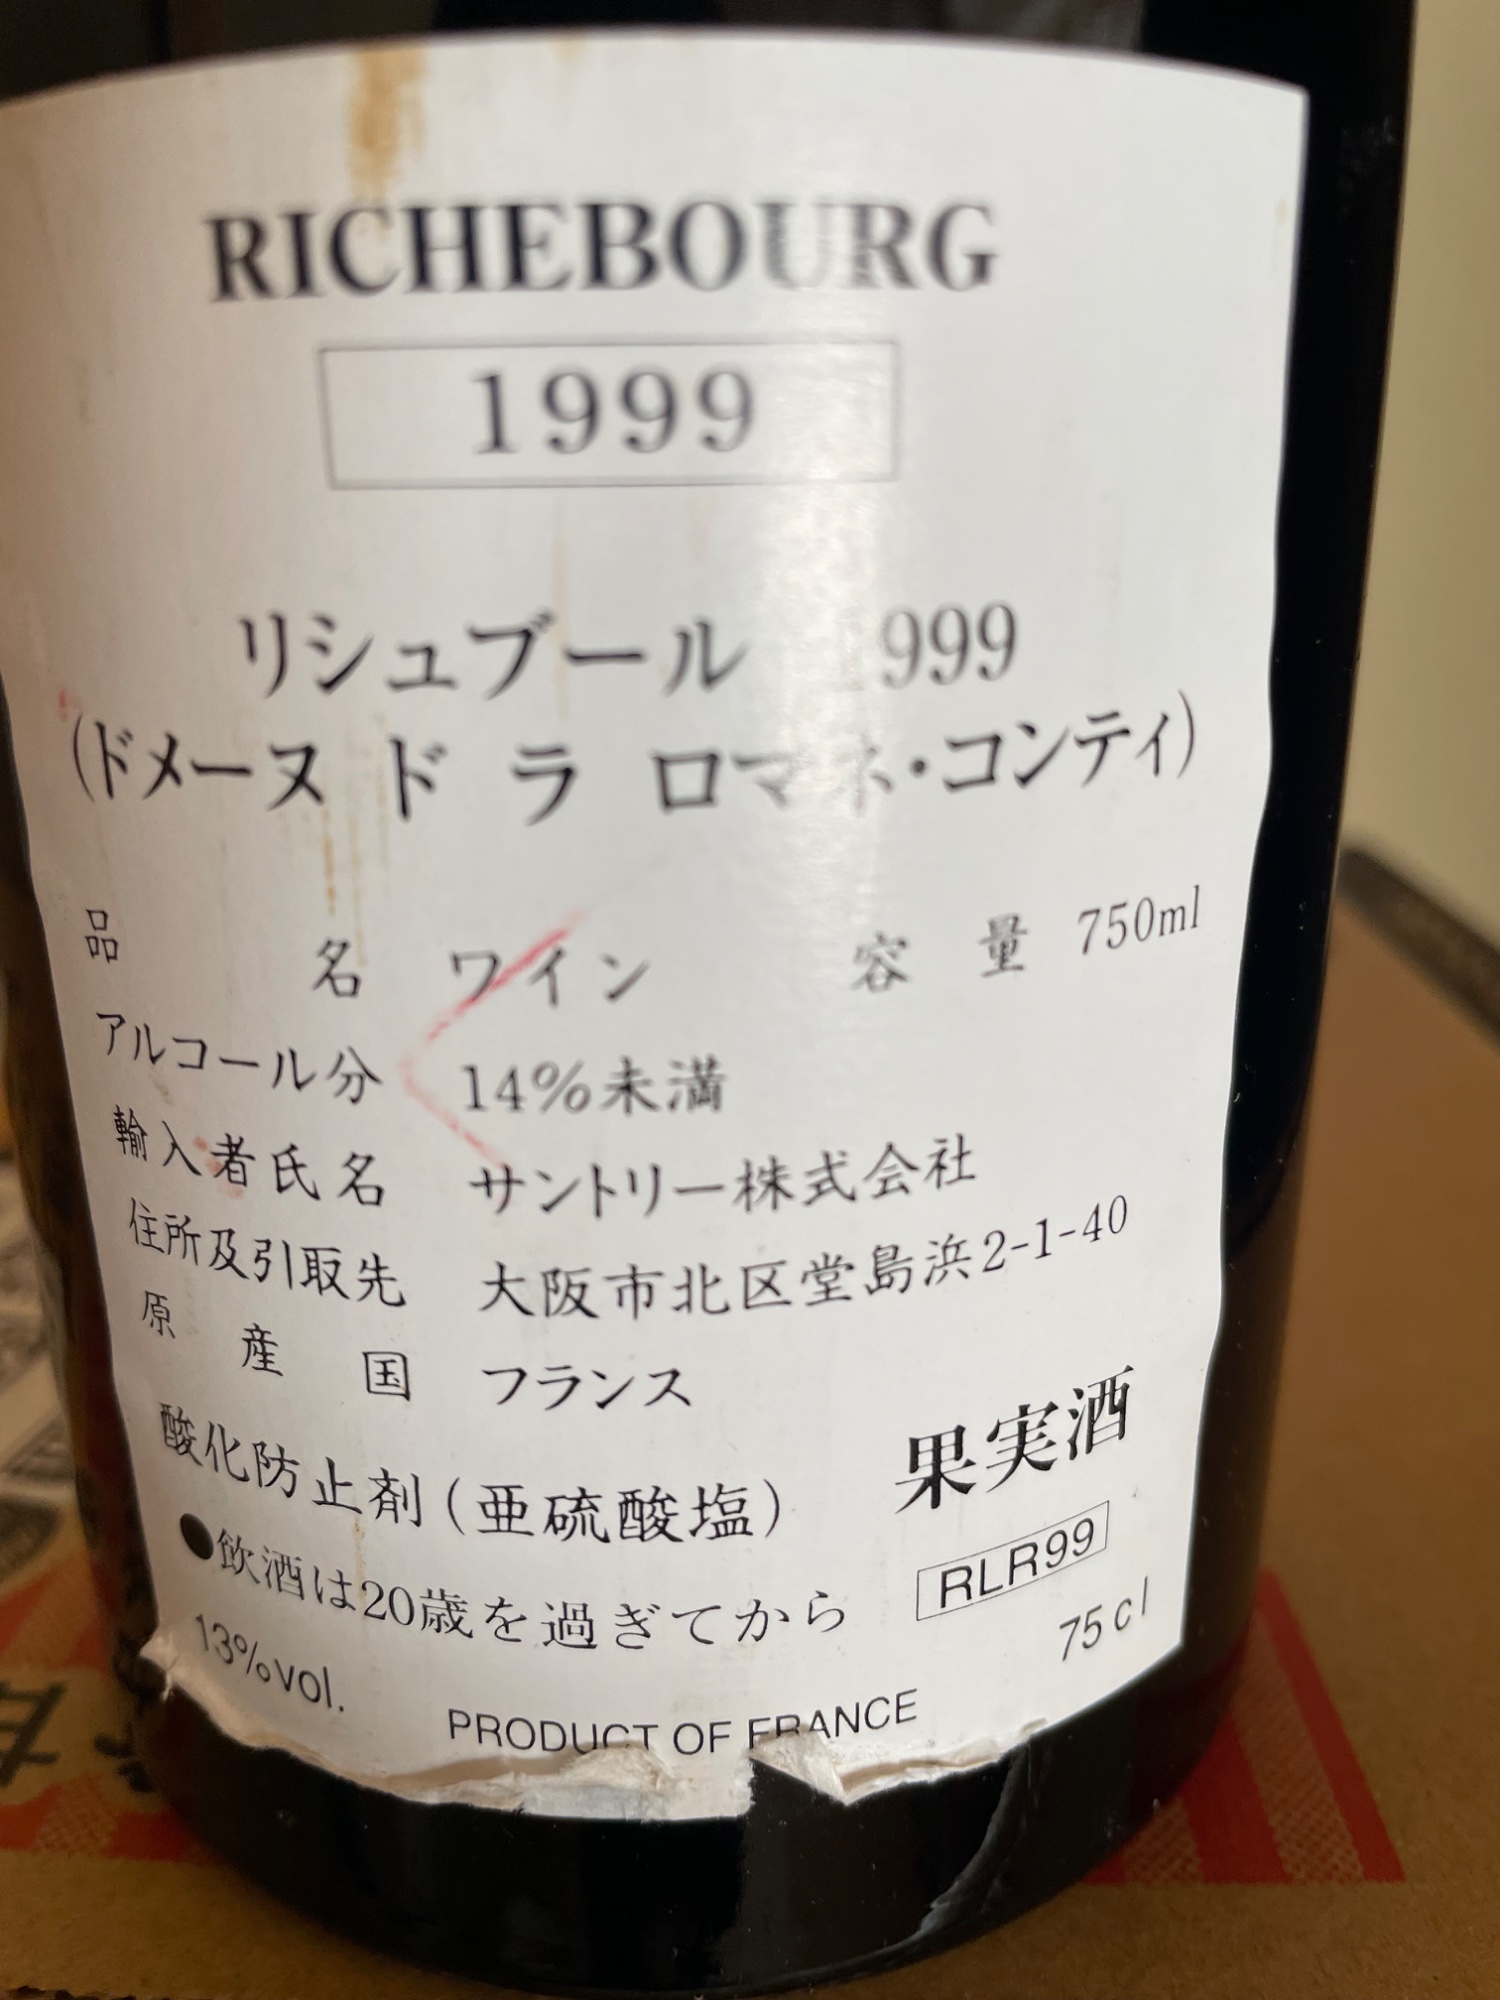 RICHEBOURG
1999
リシュブール 1999
(ドメーヌ ド ラ ロマネ・コンティ)
品名 ワイン 容量 750ml
アルコール分 14%未満
輸入者氏名 サントリー株式会社
住所及引取先 大阪市北区堂島浜2-1-40
原産国 フランス
酸化防止剤(亜硫酸塩) 果実酒
●飲酒は20歳を過ぎてから RLR99
13%vol. PRODUCT OF FRANCE 75cl